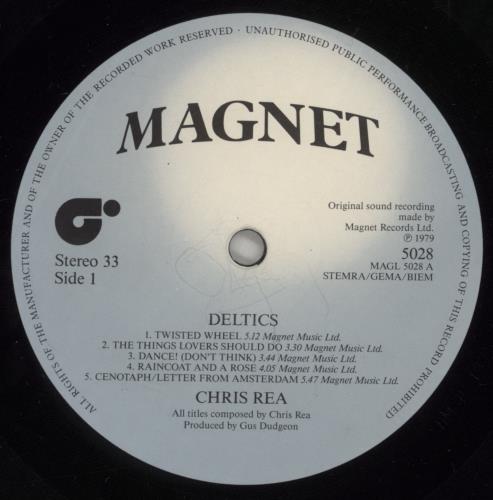 ALL RIGHTS OF THE MANUFACTURER AND OF THE OWNER OF THE RECORDED WORK RESERVED · UNAUTHORISED PUBLIC PERFORMANCE BROADCASTING AND COPYING OF THIS RECORD PROHIBITED
MAGNET
Original sound recording
made by
Magnet Records Ltd.
℗ 1979
5028
MAGL 5028 A
STEMRA/GEMA/BIEM
Stereo 33
Side 1
DELTICS
1. TWISTED WHEEL 5.12 Magnet Music Ltd.
2. THE THINGS LOVERS SHOULD DO 3.30 Magnet Music Ltd.
3. DANCE! (DON'T THINK) 3.44 Magnet Music Ltd.
4. RAINCOAT AND A ROSE 4.05 Magnet Music Ltd.
5. CENOTAPH/LETTER FROM AMSTERDAM 5.47 Magnet Music Ltd.
CHRIS REA
All titles composed by Chris Rea
Produced by Gus Dudgeon